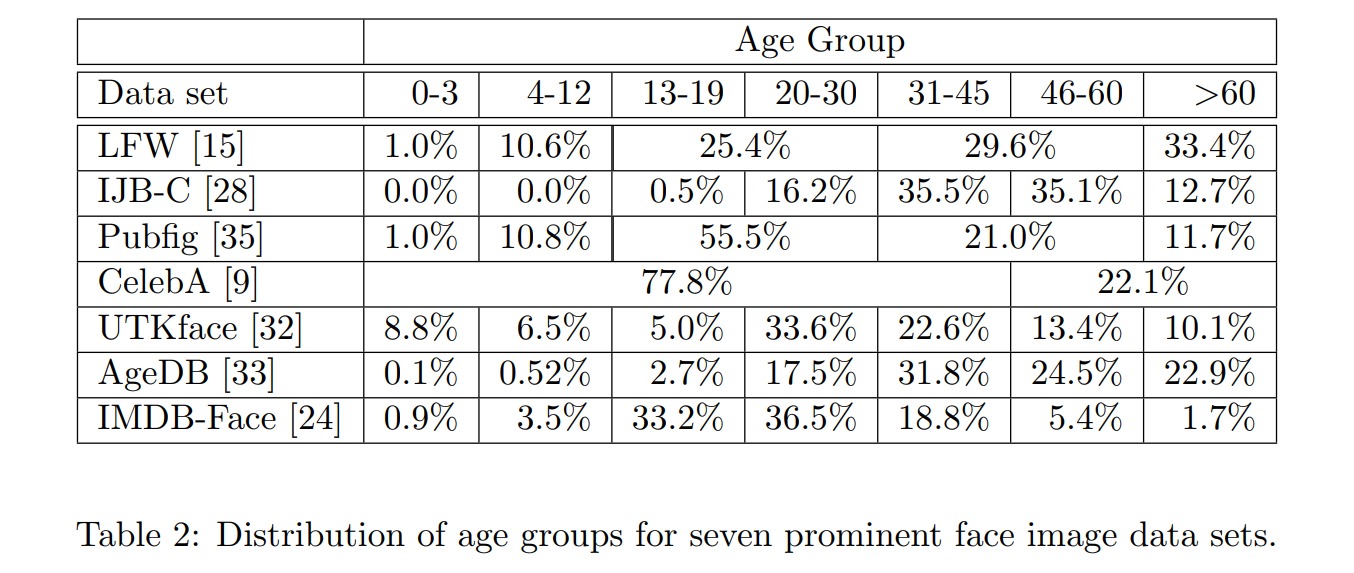 Age Group
Data set 0-3 4-12 13-19 20-30 31-45 46-60 >60
LFW [15] 1.0% 10.6% 25.4% 29.6% 33.4%
IJB-C [28] 0.0% 0.0% 0.5% 16.2% 35.5% 35.1% 12.7%
Pubfig [35] 1.0% 10.8% 55.5% 21.0% 11.7%
CelebA [9] 77.8% 22.1%
UTKface [32] 8.8% 6.5% 5.0% 33.6% 22.6% 13.4% 10.1%
AgeDB [33] 0.1% 0.52% 2.7% 17.5% 31.8% 24.5% 22.9%
IMDB-Face [24] 0.9% 3.5% 33.2% 36.5% 18.8% 5.4% 1.7%
Table 2: Distribution of age groups for seven prominent face image data sets.